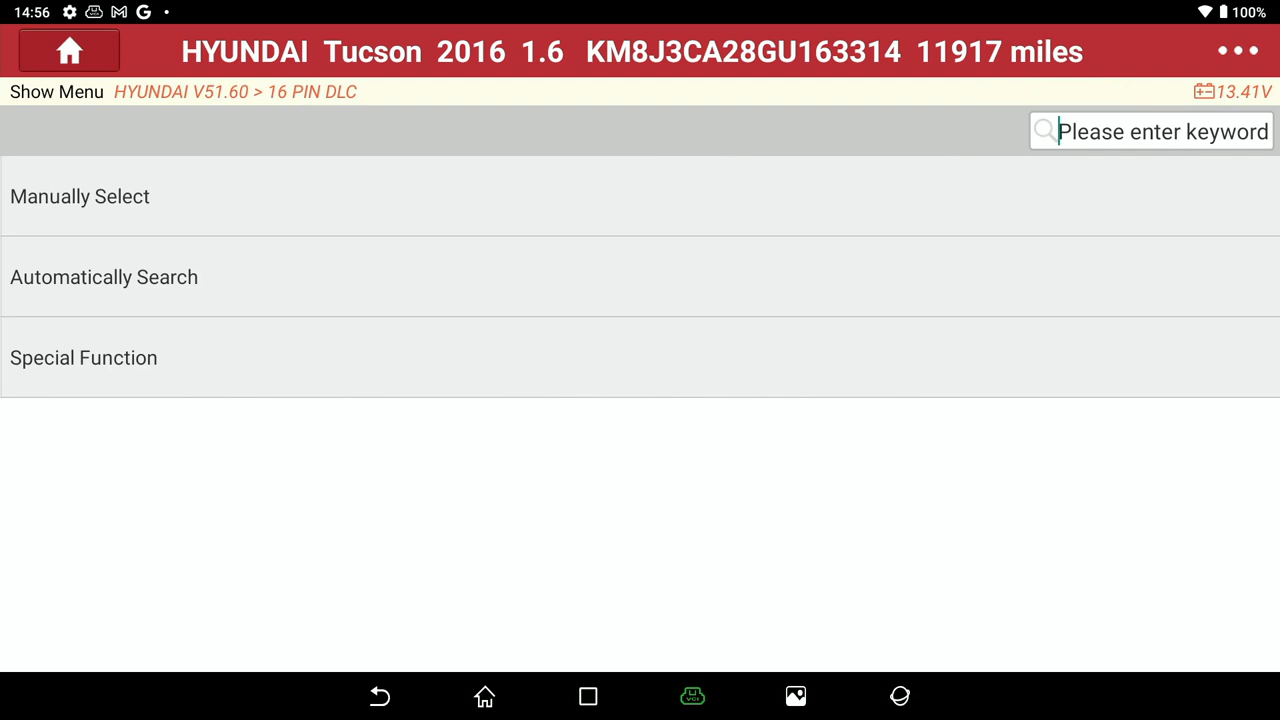 14:56 G 100%
HYUNDAI Tucson 2016 1.6 KM8J3CA28GU163314 11917 miles
Show Menu HYUNDAI V51.60 > 16 PIN DLC 13.41V
Please enter keyword
Manually Select
Automatically Search
Special Function
VCI